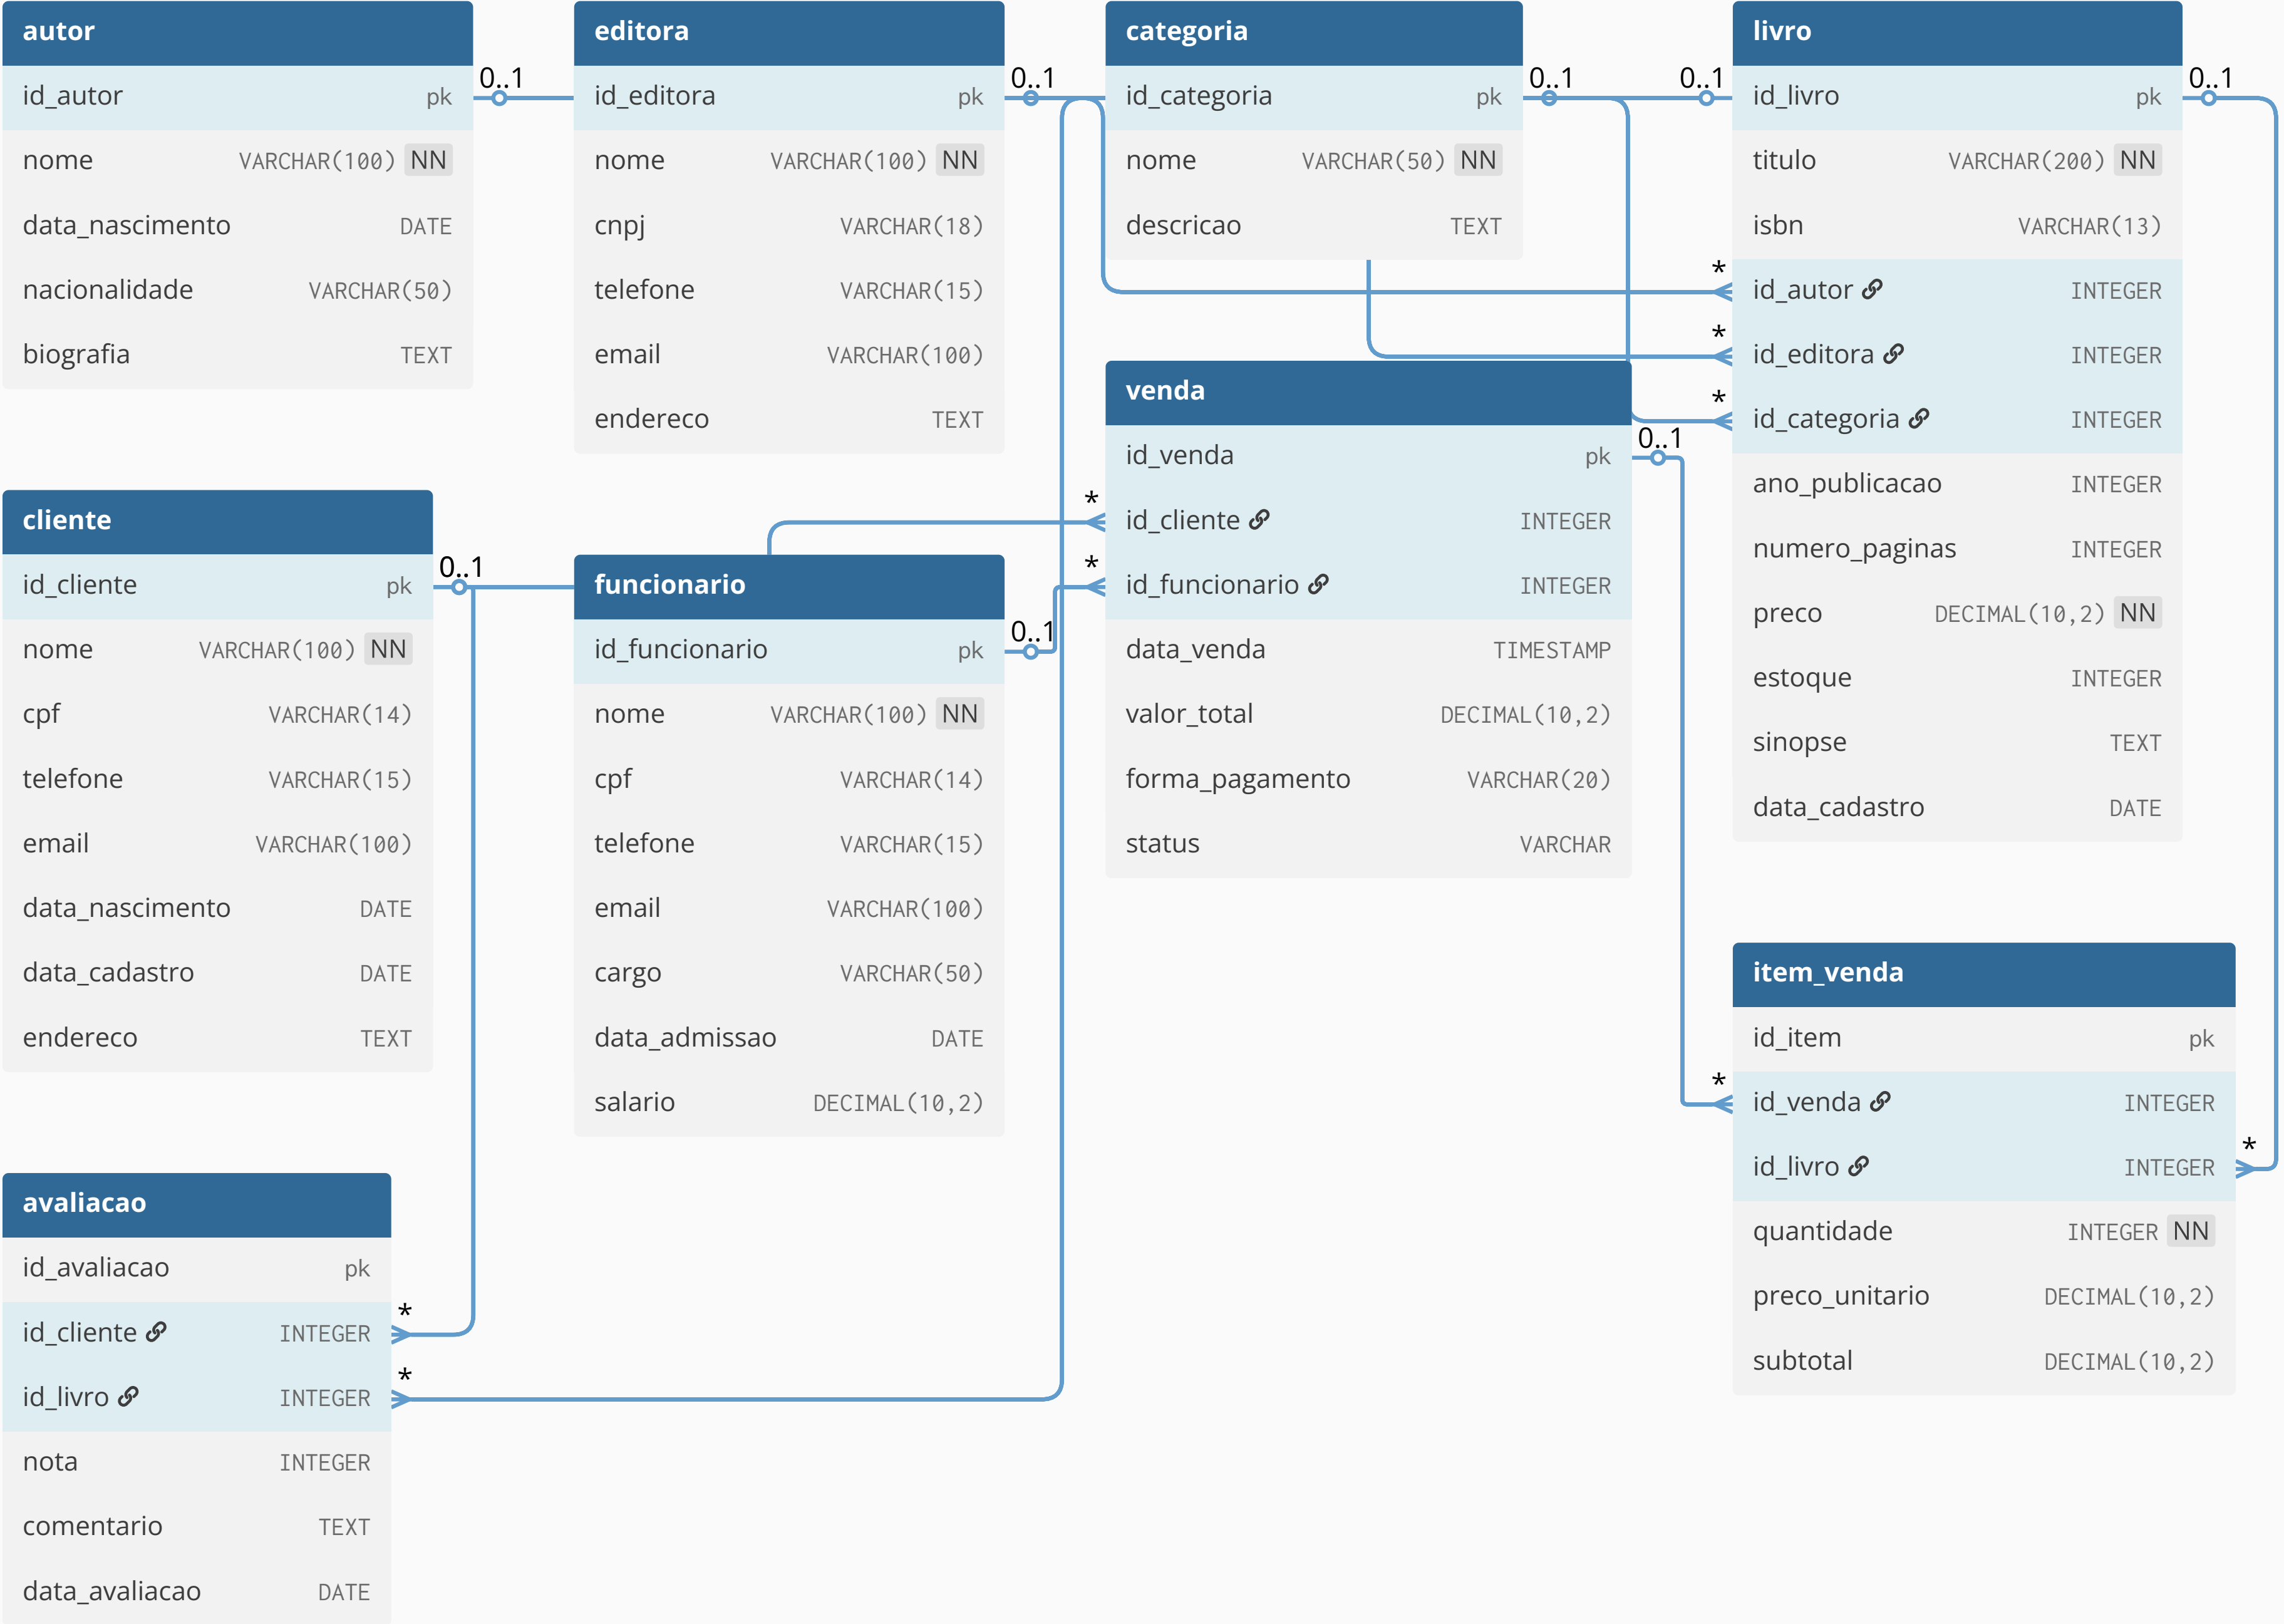 autor
id_autor pk
nome VARCHAR(100) NN
data_nascimento DATE
nacionalidade VARCHAR(50)
biografia TEXT
0..1
editora
id_editora pk
nome VARCHAR(100) NN
cnpj VARCHAR(18)
telefone VARCHAR(15)
email VARCHAR(100)
endereco TEXT
0..1
categoria
id_categoria pk
nome VARCHAR(50) NN
descricao TEXT
0..1
0..1
livro
id_livro pk
titulo VARCHAR(200) NN
isbn VARCHAR(13)
* id_autor INTEGER
* id_editora INTEGER
* id_categoria INTEGER
ano_publicacao INTEGER
numero_paginas INTEGER
preco DECIMAL(10,2) NN
estoque INTEGER
sinopse TEXT
data_cadastro DATE
0..1
cliente
id_cliente pk
nome VARCHAR(100) NN
cpf VARCHAR(14)
telefone VARCHAR(15)
email VARCHAR(100)
data_nascimento DATE
data_cadastro DATE
endereco TEXT
0..1
funcionario
id_funcionario pk
nome VARCHAR(100) NN
cpf VARCHAR(14)
telefone VARCHAR(15)
email VARCHAR(100)
cargo VARCHAR(50)
data_admissao DATE
salario DECIMAL(10,2)
0..1
venda
id_venda pk
* id_cliente INTEGER
* id_funcionario INTEGER
data_venda TIMESTAMP
valor_total DECIMAL(10,2)
forma_pagamento VARCHAR(20)
status VARCHAR
0..1
item_venda
id_item pk
* id_venda INTEGER
id_livro INTEGER *
quantidade INTEGER NN
preco_unitario DECIMAL(10,2)
subtotal DECIMAL(10,2)
avaliacao
id_avaliacao pk
id_cliente INTEGER *
id_livro INTEGER *
nota INTEGER
comentario TEXT
data_avaliacao DATE